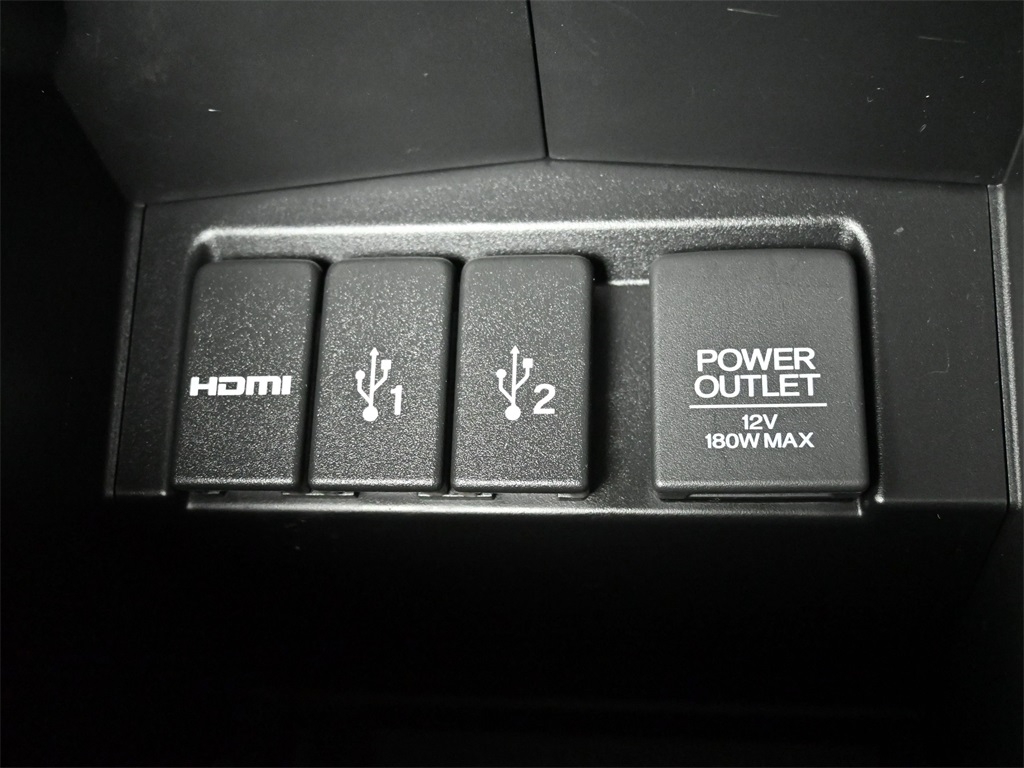 HDMI
1
2
POWER
OUTLET
12V
180W MAX